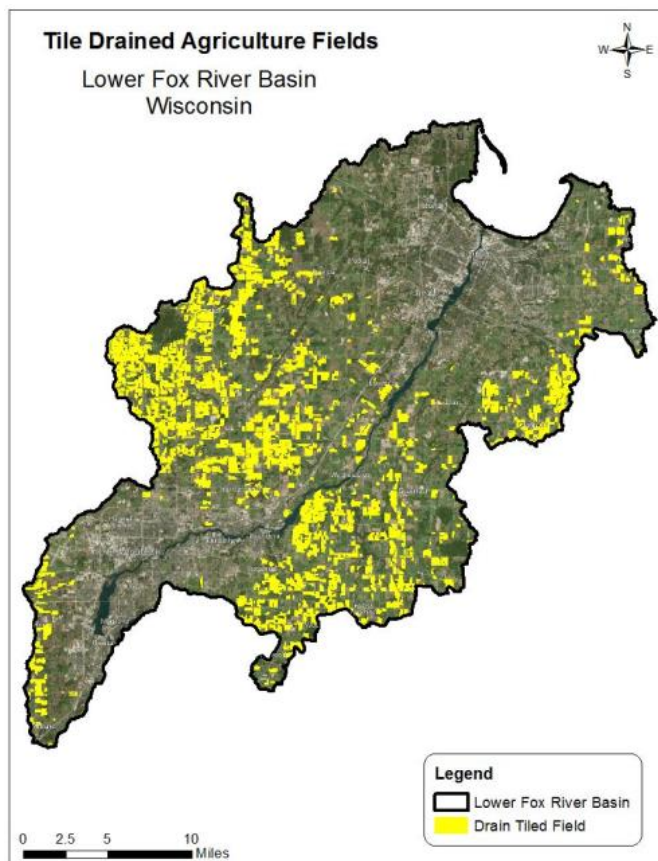 Tile Drained Agriculture Fields
Lower Fox River Basin
Wisconsin
N
W E
S
Legend
Lower Fox River Basin
Drain Tiled Field
0 2.5 5 10
Miles